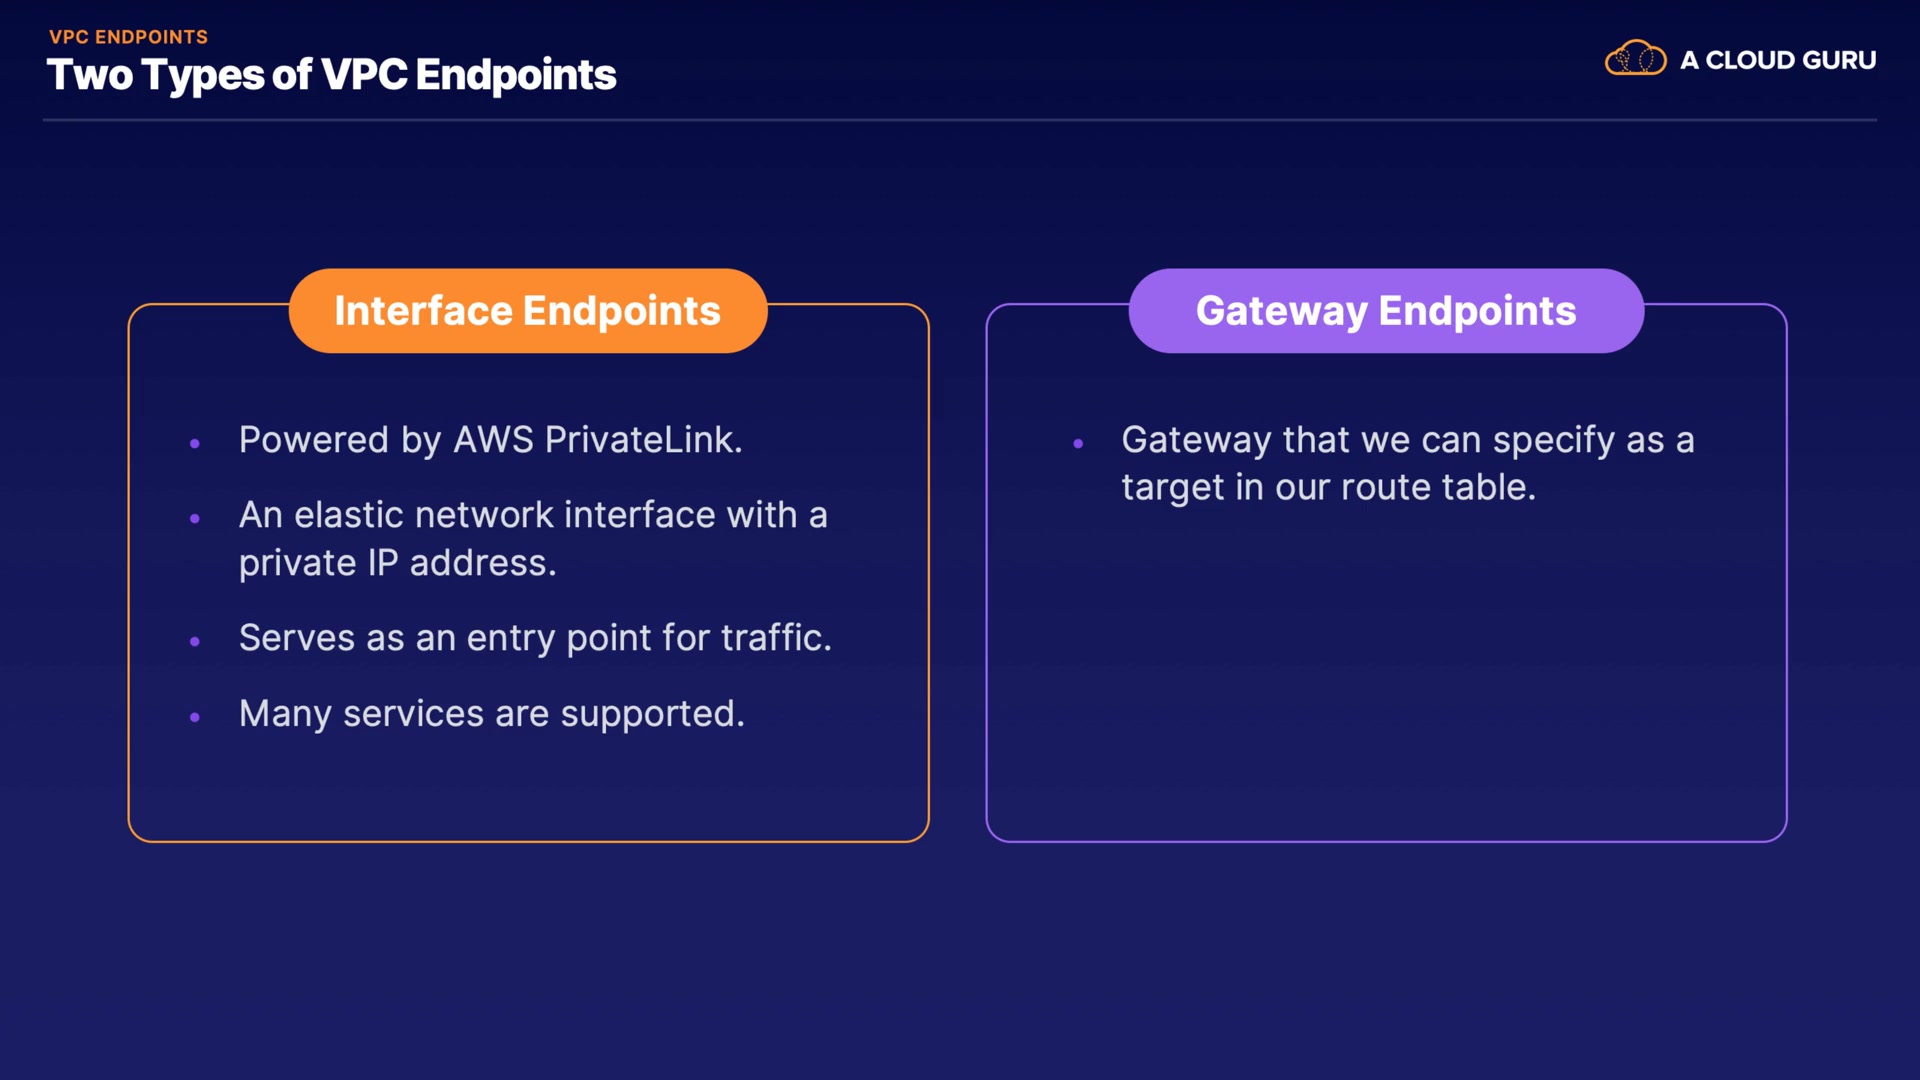 VPC ENDPOINTS
Two Types of VPC Endpoints
A CLOUD GURU
Interface Endpoints
• Powered by AWS PrivateLink.
• An elastic network interface with a
private IP address.
• Serves as an entry point for traffic.
• Many services are supported.
Gateway Endpoints
• Gateway that we can specify as a
target in our route table.